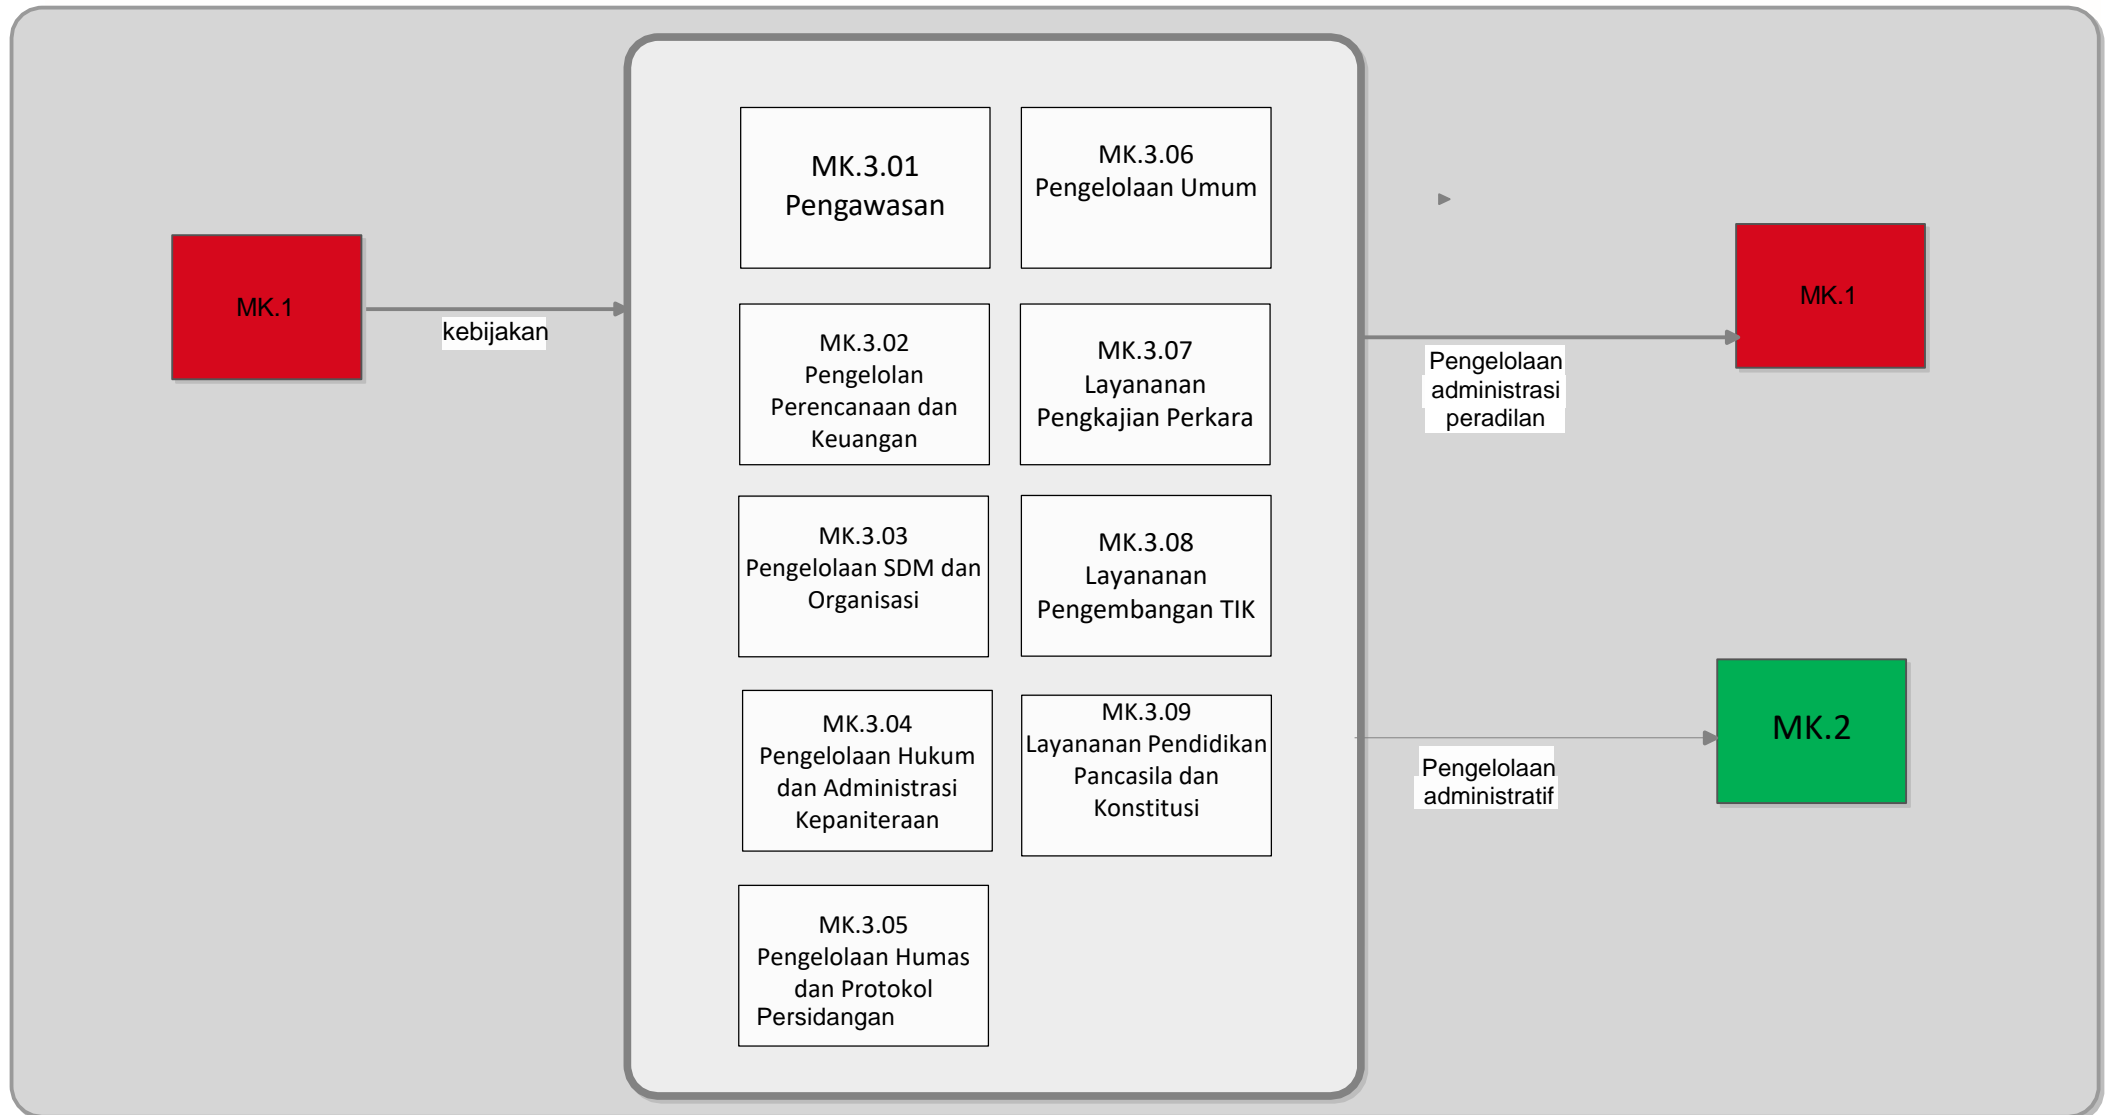 MK.1
kebijakan
MK.3.01
Pengawasan
MK.3.02
Pengelolan
Perencanaan dan
Keuangan
MK.3.03
Pengelolaan SDM dan
Organisasi
MK.3.04
Pengelolaan Hukum
dan Administrasi
Kepaniteraan
MK.3.05
Pengelolaan Humas
dan Protokol
Persidangan
MK.3.06
Pengelolaan Umum
MK.3.07
Layananan
Pengkajian Perkara
MK.3.08
Layananan
Pengembangan TIK
MK.3.09
Layananan Pendidikan
Pancasila dan
Konstitusi
Pengelolaan
administrasi
peradilan
MK.1
Pengelolaan
administratif
MK.2